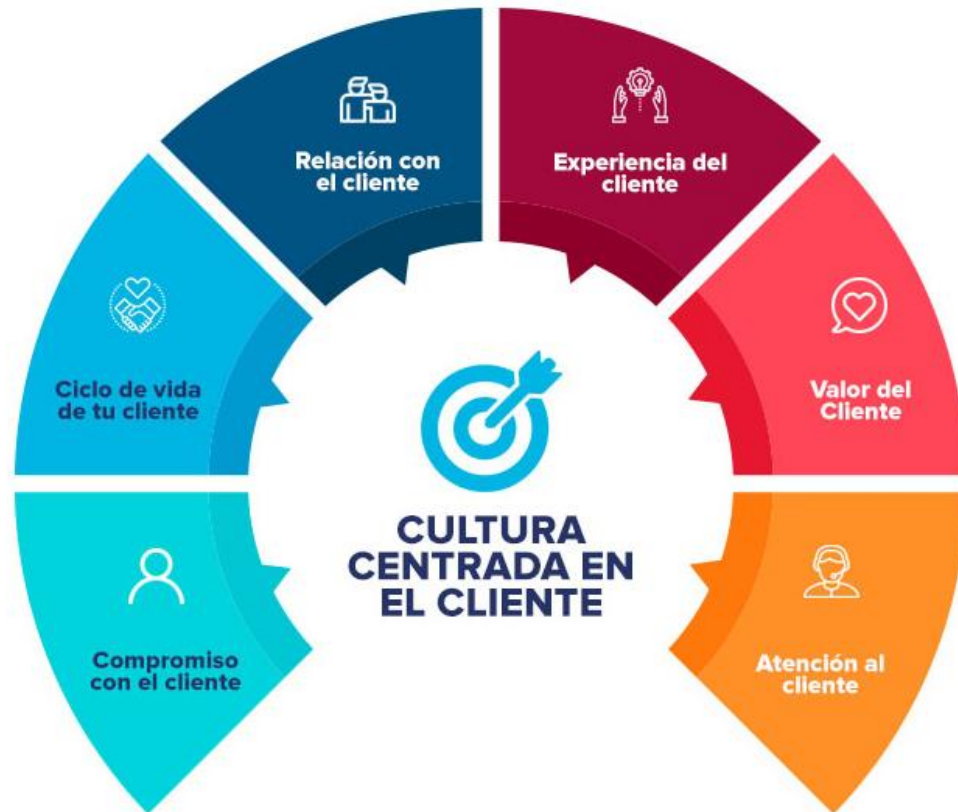 Relación con
el cliente
Experiencia del
cliente
Ciclo de vida
de tu cliente
Valor del
Cliente
CULTURA
CENTRADA EN
EL CLIENTE
Compromiso
con el cliente
Atención al
cliente